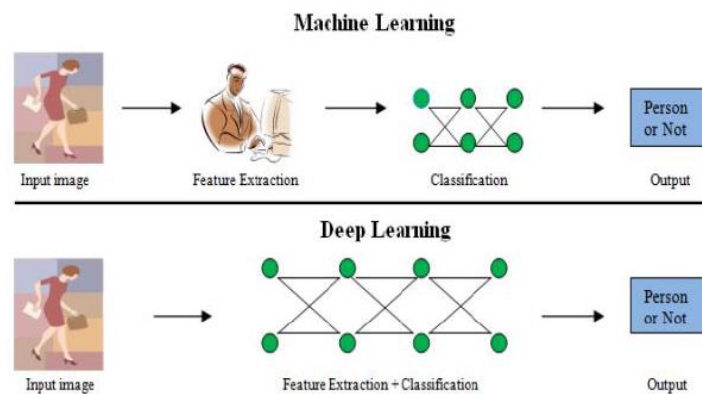 Machine Learning
Person
or Not
Input image
Feature Extraction
Classification
Output
Deep Learning
Person
or Not
Input image
Feature Extraction + Classification
Output